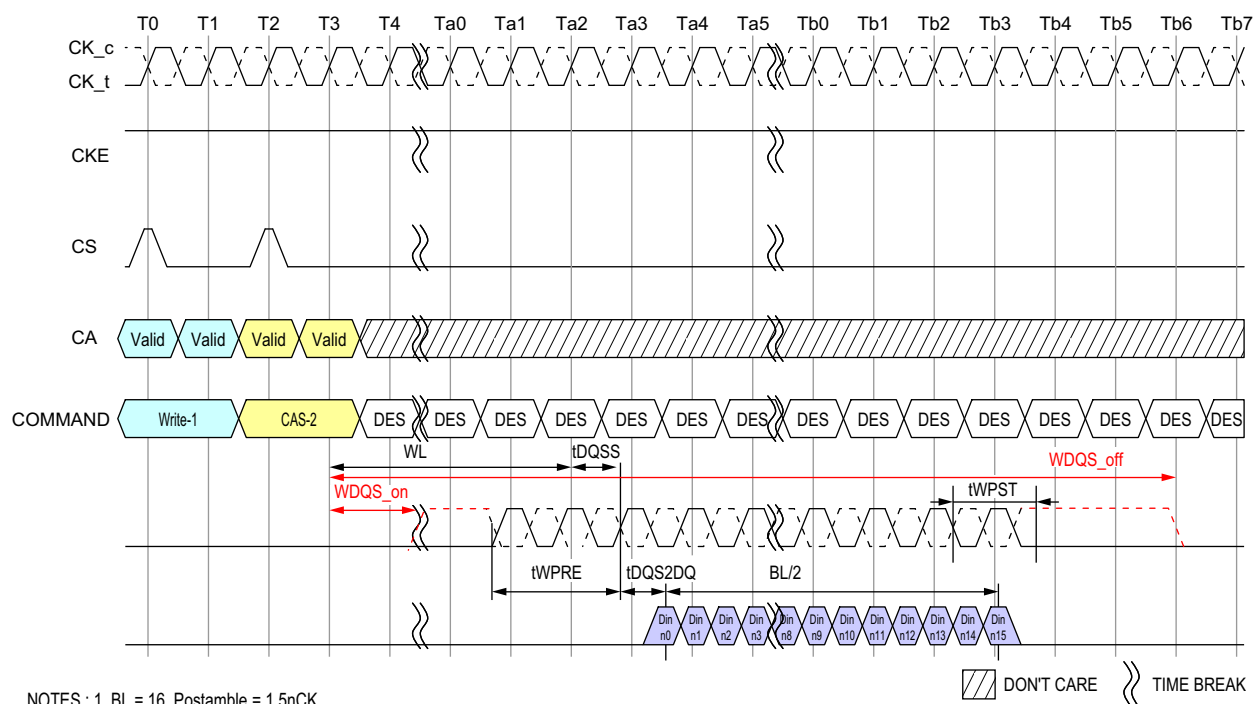 T0 T1 T2 T3 T4 Ta0 Ta1 Ta2 Ta3 Ta4 Ta5 Tb0 Tb1 Tb2 Tb3 Tb4 Tb5 Tb6 Tb7
CK_c
CK_t
CKE
CS
CA Valid Valid Valid Valid
COMMAND Write-1 CAS-2 DES DES DES DES DES DES DES DES DES DES DES DES DES DES DES
WL tDQSS WDQS_off
WDQS_on tWPST
tWPRE tDQS2DQ BL/2
Din Din Din Din Din Din Din Din Din Din Din Din
n0 n1 n2 n3 n8 n9 n10 n11 n12 n13 n14 n15
DON'T CARE TIME BREAK
NOTES : 1. BL = 16, Postamble = 1.5nCK